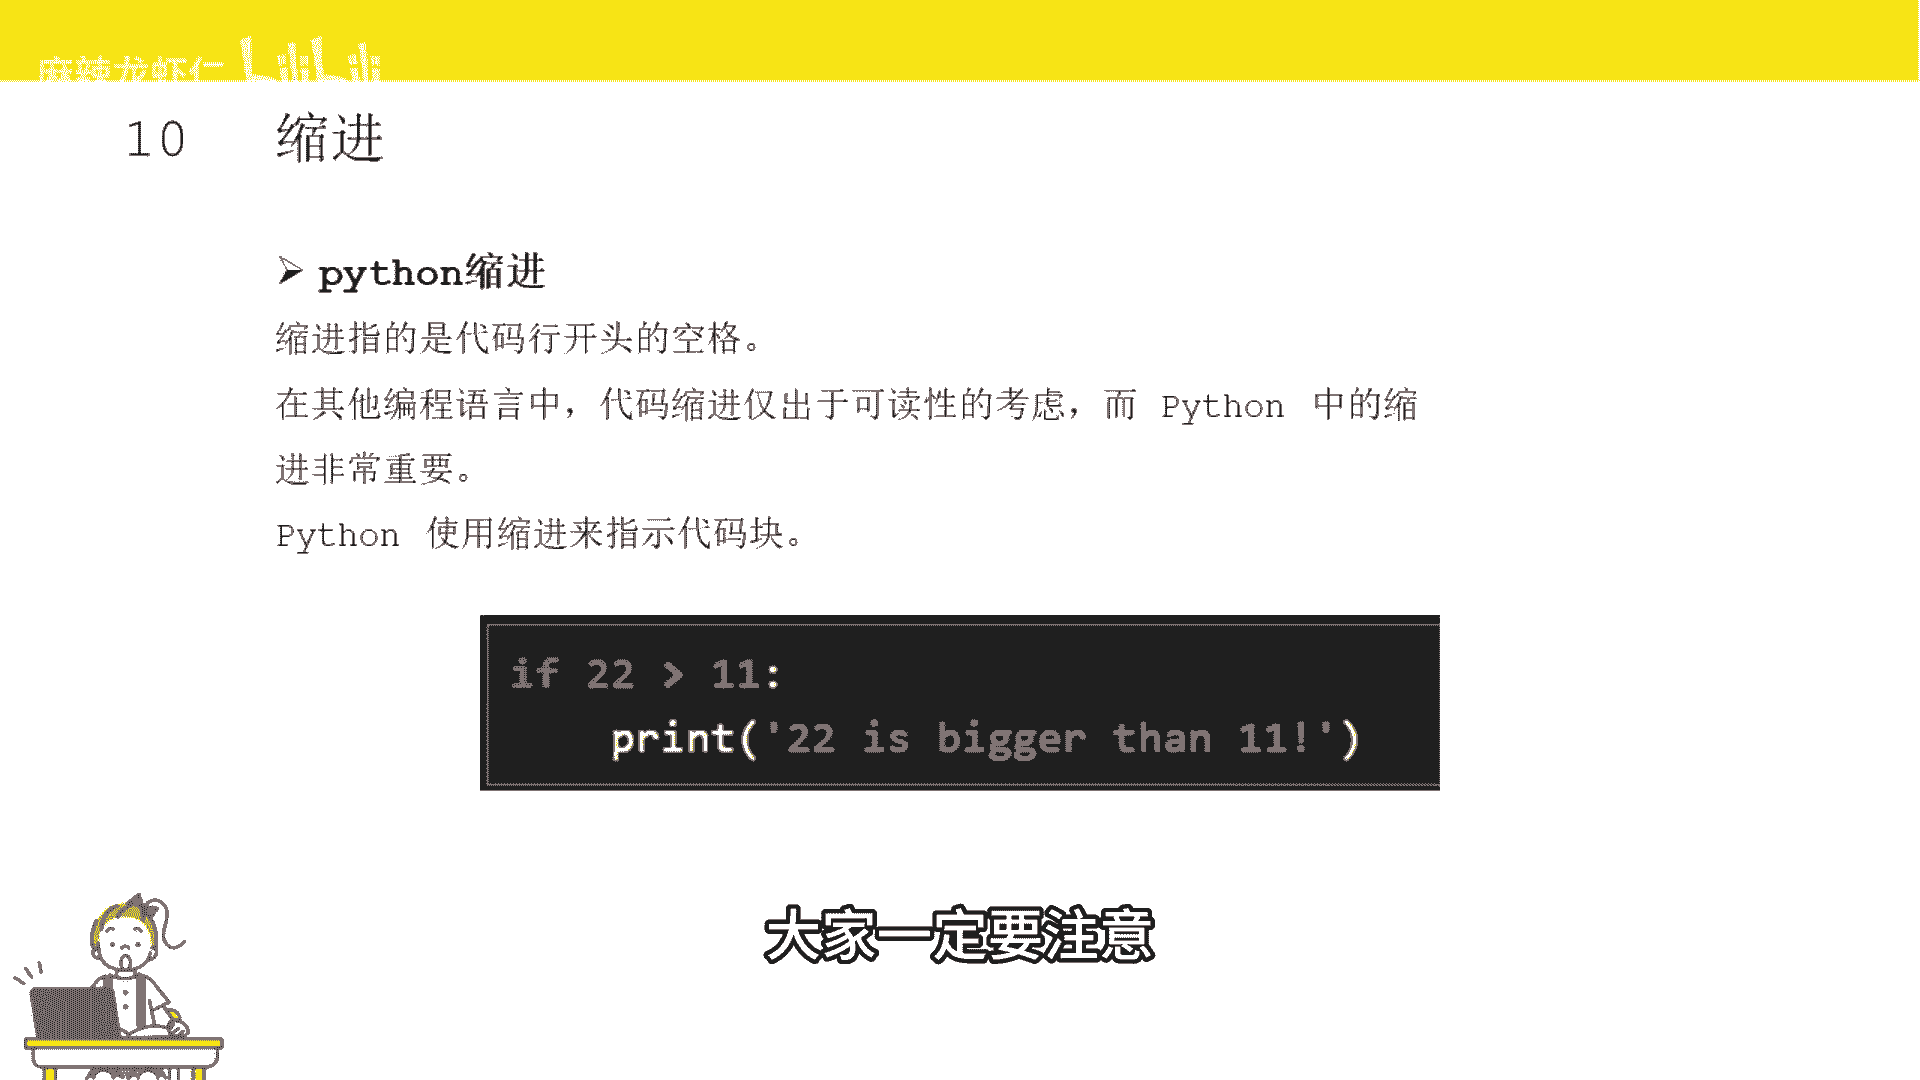 麻辣龙虾仁 bilibili
10 缩进
➢ python缩进
缩进指的是代码行开头的空格。
在其他编程语言中，代码缩进仅出于可读性的考虑，而 Python 中的缩
进非常重要。
Python 使用缩进来指示代码块。
if 22 > 11:
    print('22 is bigger than 11!')
大家一定要注意